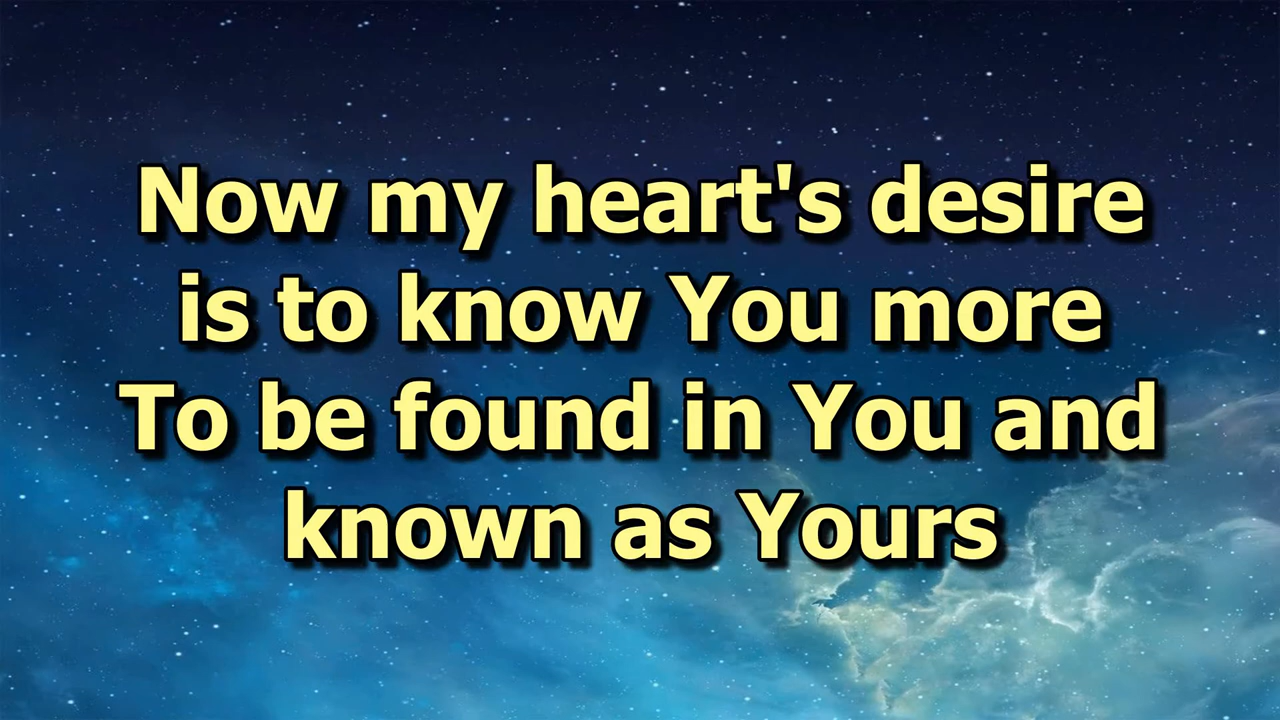 Now my heart's desire
is to know You more
To be found in You and
known as Yours